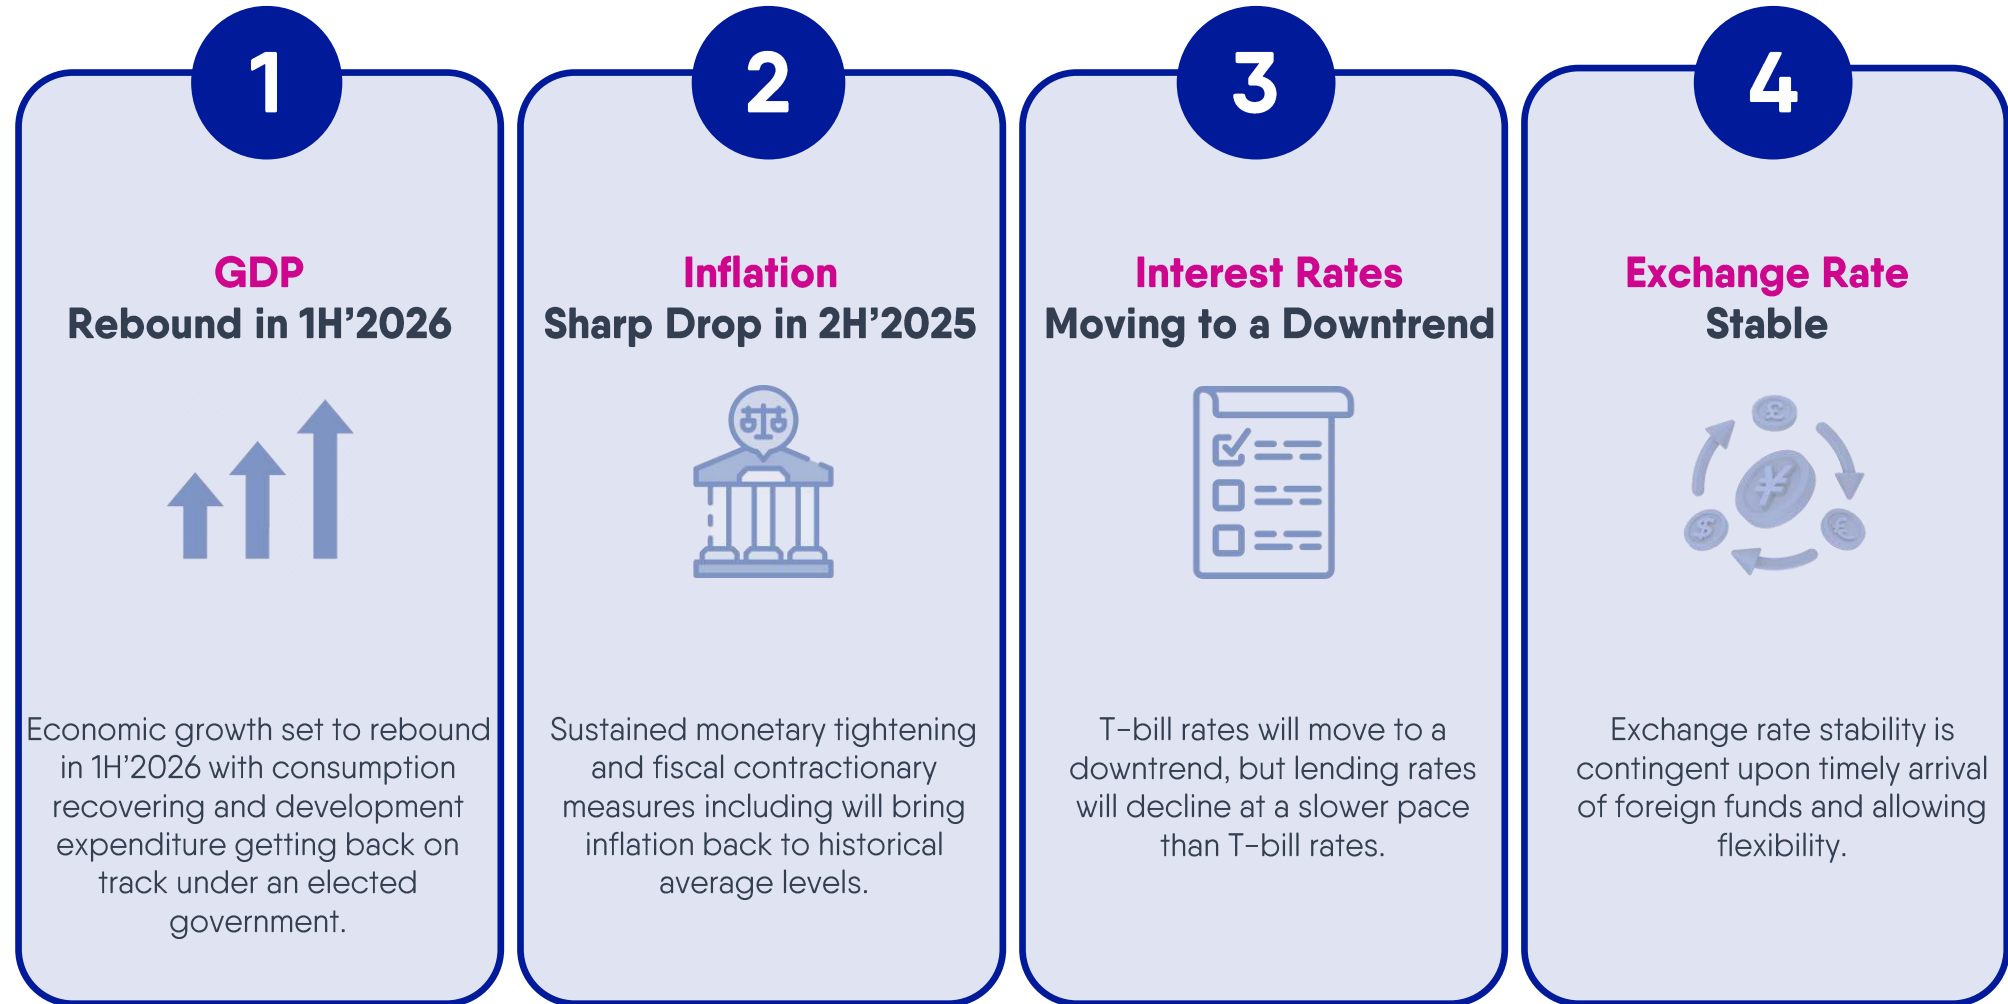 1
GDP
Rebound in 1H'2026
Economic growth set to rebound
in 1H'2026 with consumption
recovering and development
expenditure getting back on
track under an elected
government.
2
Inflation
Sharp Drop in 2H'2025
Sustained monetary tightening
and fiscal contractionary
measures including will bring
inflation back to historical
average levels.
3
Interest Rates
Moving to a Downtrend
T-bill rates will move to a
downtrend, but lending rates
will decline at a slower pace
than T-bill rates.
4
Exchange Rate
Stable
£
¥
$
€
Exchange rate stability is
contingent upon timely arrival
of foreign funds and allowing
flexibility.